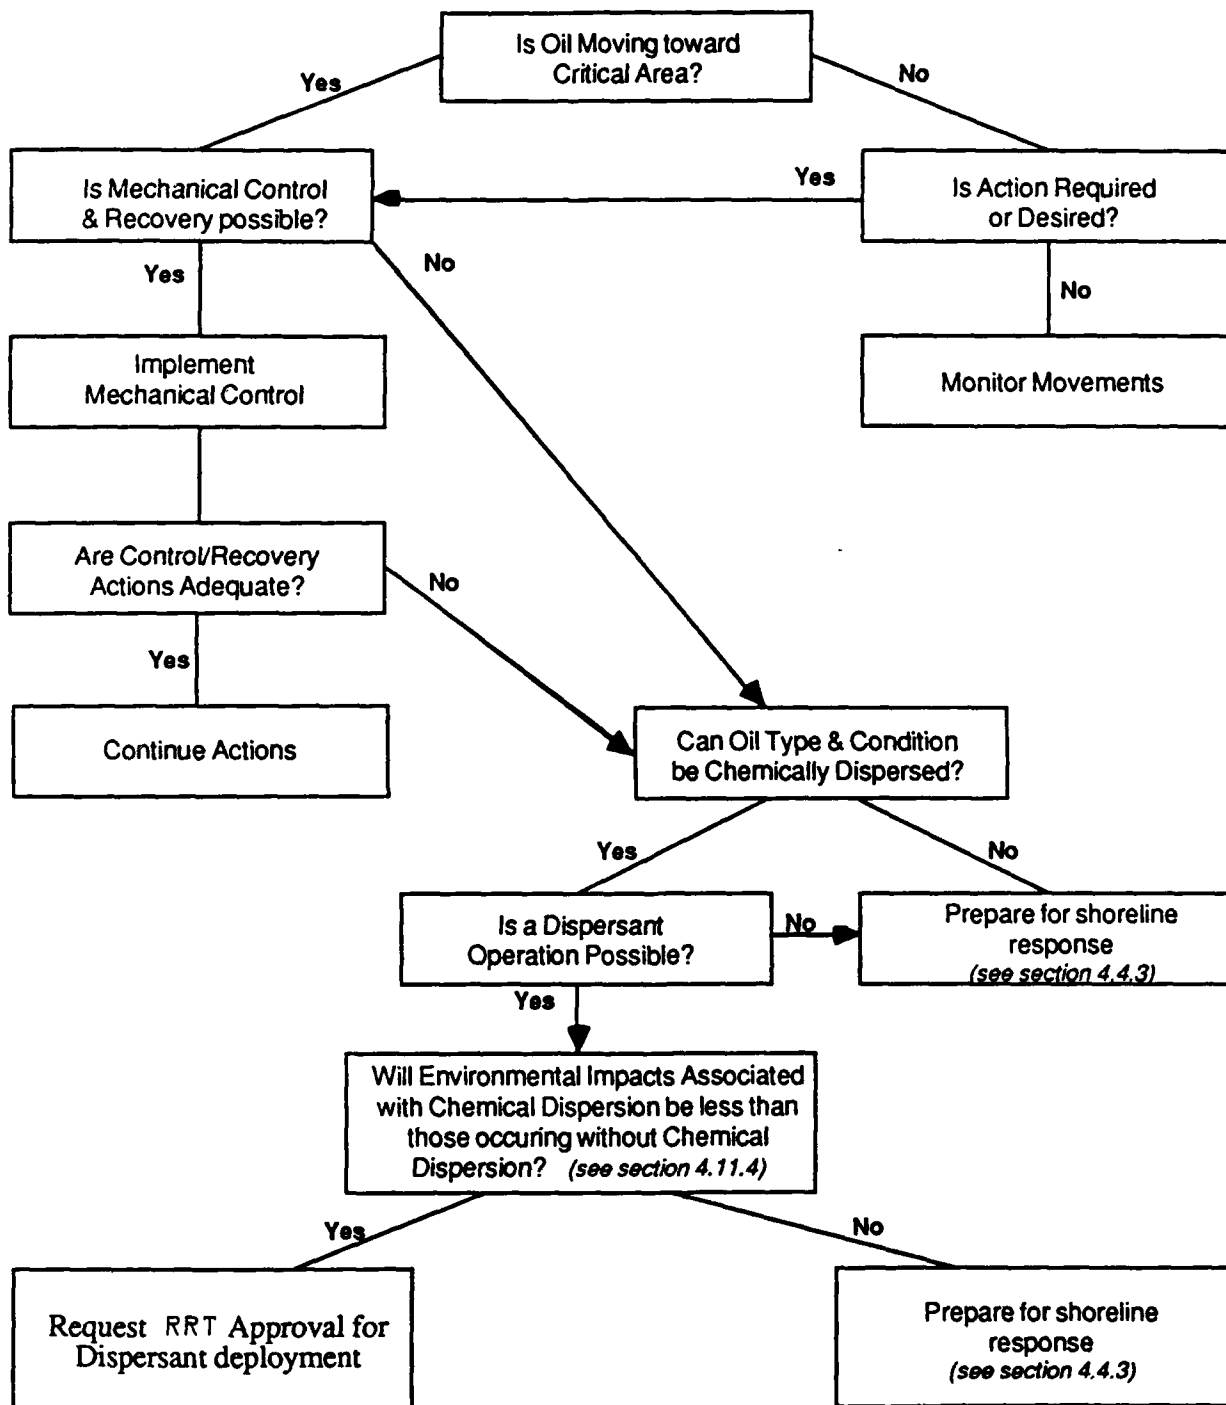 Is Oil Moving toward
Critical Area?
Yes
No
Is Mechanical Control
& Recovery possible?
Yes
Is Action Required
or Desired?
Yes
No
No
Implement
Mechanical Control
Monitor Movements
Are Control/Recovery
Actions Adequate?
No
Yes
Continue Actions
Can Oil Type & Condition
be Chemically Dispersed?
Yes
No
Is a Dispersant
Operation Possible?
No
Prepare for shoreline
response
(see section 4.4.3)
Yes
Will Environmental Impacts Associated
with Chemical Dispersion be less than
those occuring without Chemical
Dispersion? (see section 4.11.4)
Yes
No
Request RRT Approval for
Dispersant deployment
Prepare for shoreline
response
(see section 4.4.3)